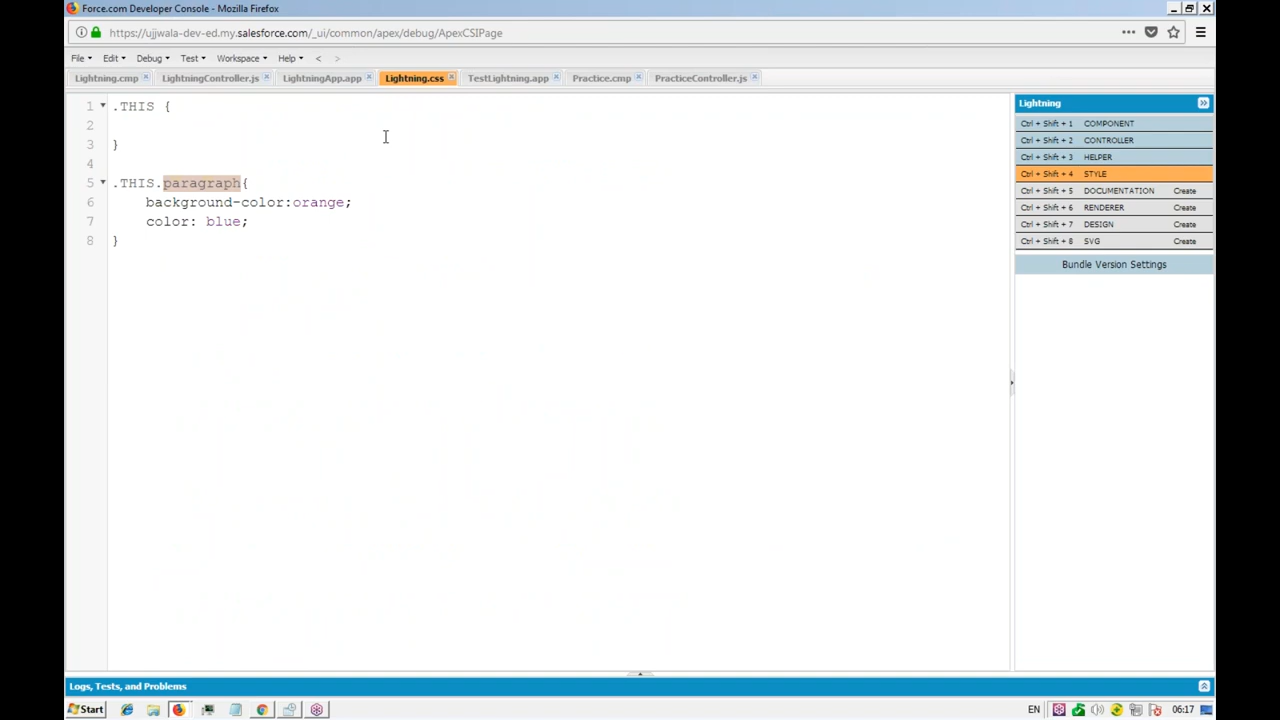 Force.com Developer Console - Mozilla Firefox
https://ujjwala-dev-ed.my.salesforce.com/_ui/common/apex/debug/ApexCSIPage
File Edit Debug Test Workspace Help < >
Lightning.cmp LightningController.js LightningApp.app Lightning.css TestLightning.app Practice.cmp PracticeController.js
1 .THIS {
2
3 }
4
5 .THIS.paragraph{
6 background-color:orange;
7 color: blue;
8 }
Lightning
Ctrl + Shift + 1 COMPONENT
Ctrl + Shift + 2 CONTROLLER
Ctrl + Shift + 3 HELPER
Ctrl + Shift + 4 STYLE
Ctrl + Shift + 5 DOCUMENTATION Create
Ctrl + Shift + 6 RENDERER Create
Ctrl + Shift + 7 DESIGN Create
Ctrl + Shift + 8 SVG Create
Bundle Version Settings
Logs, Tests, and Problems
Start EN 06:17